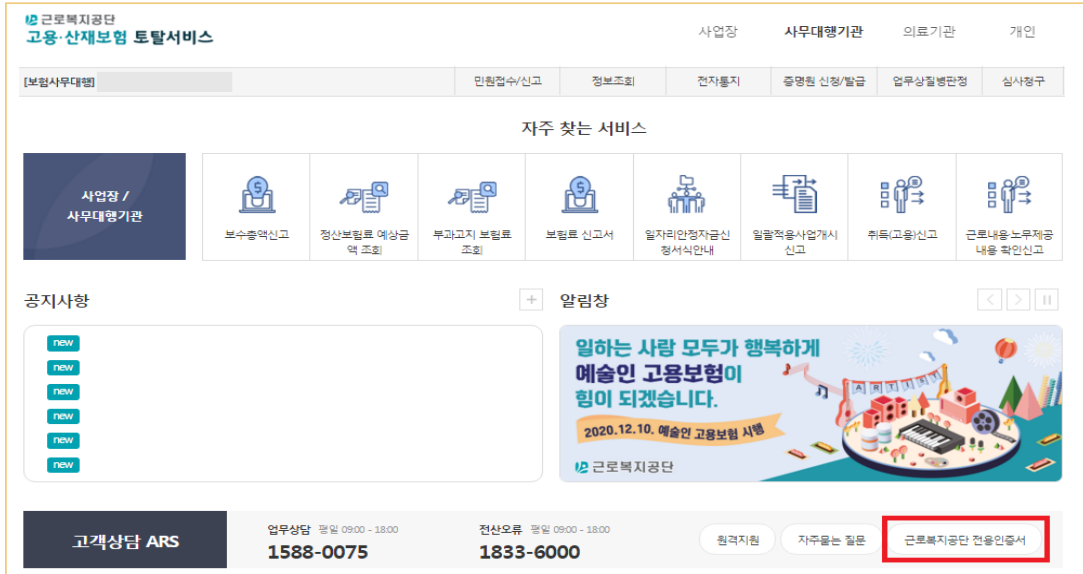 근로복지공단
고용·산재보험 토탈서비스
사업장 사무대행기관 의료기관 개인
[보험사무대행] 민원접수/신고 정보조회 전자통지 증명원 신청/발급 업무상질병판정 심사청구
자주 찾는 서비스
사업장 /
사무대행기관
보수총액신고
정산보험료 예상금
액 조회
부과고지 보험료
조회
보험료 신고서
일자리안정자금신
청서식안내
일괄적용사업개시
신고
취득(고용)신고
근로내용·노무제공
내용 확인신고
공지사항
new
new
new
new
new
new
알림창
일하는 사람 모두가 행복하게
예술인 고용보험이
힘이 되겠습니다.
2020.12.10. 예술인 고용보험 시행
근로복지공단
ARTIST
고객상담 ARS
업무상담 평일 09:00 - 18:00
1588-0075
전산오류 평일 09:00 - 18:00
1833-6000
원격지원 자주묻는 질문 근로복지공단 전용인증서